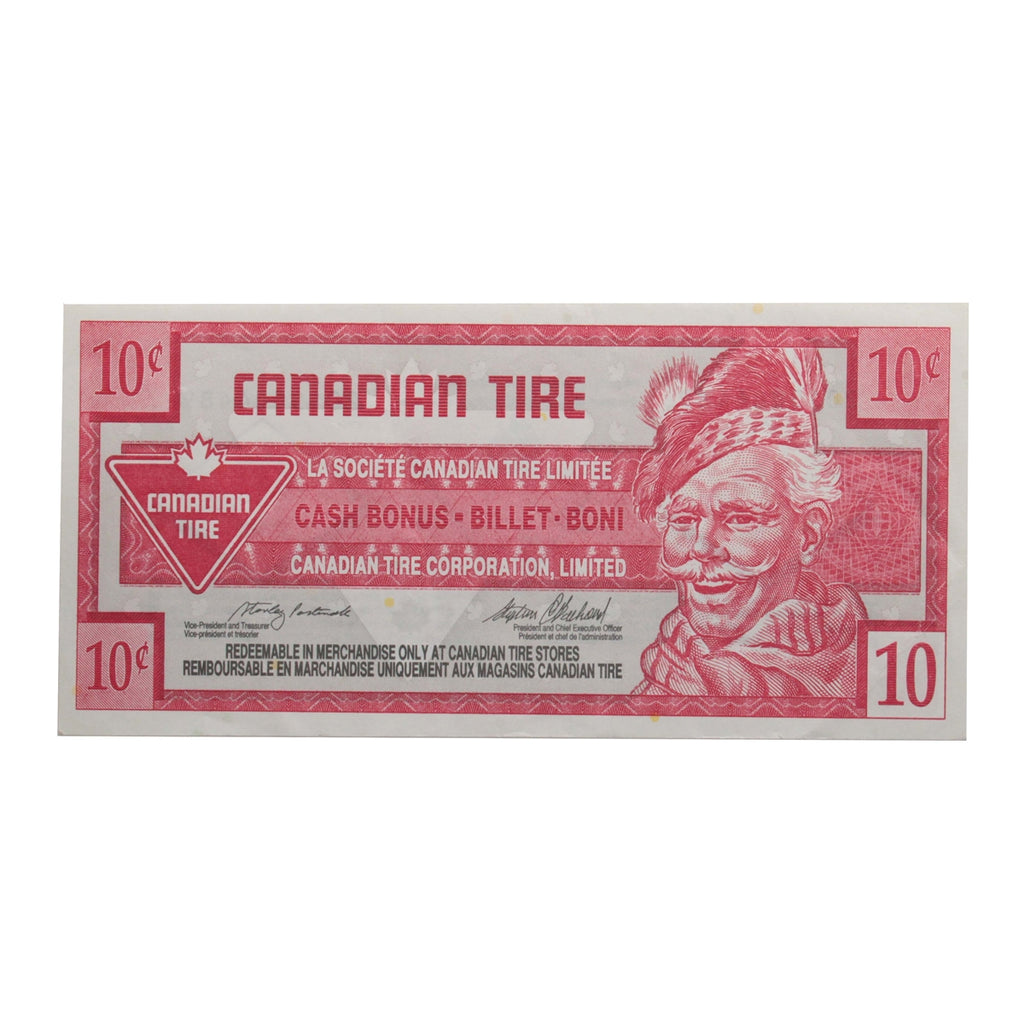 10¢
10¢
CANADIAN TIRE
LA SOCIÉTÉ CANADIAN TIRE LIMITÉE
CANADIAN
TIRE
CASH BONUS - BILLET - BONI
CANADIAN TIRE CORPORATION, LIMITED
Vice-President and Treasurer
Vice-président et trésorier
President and Chief Executive Officer
Président et chef de l'administration
REDEEMABLE IN MERCHANDISE ONLY AT CANADIAN TIRE STORES
REMBOURSABLE EN MARCHANDISE UNIQUEMENT AUX MAGASINS CANADIAN TIRE
10¢
10